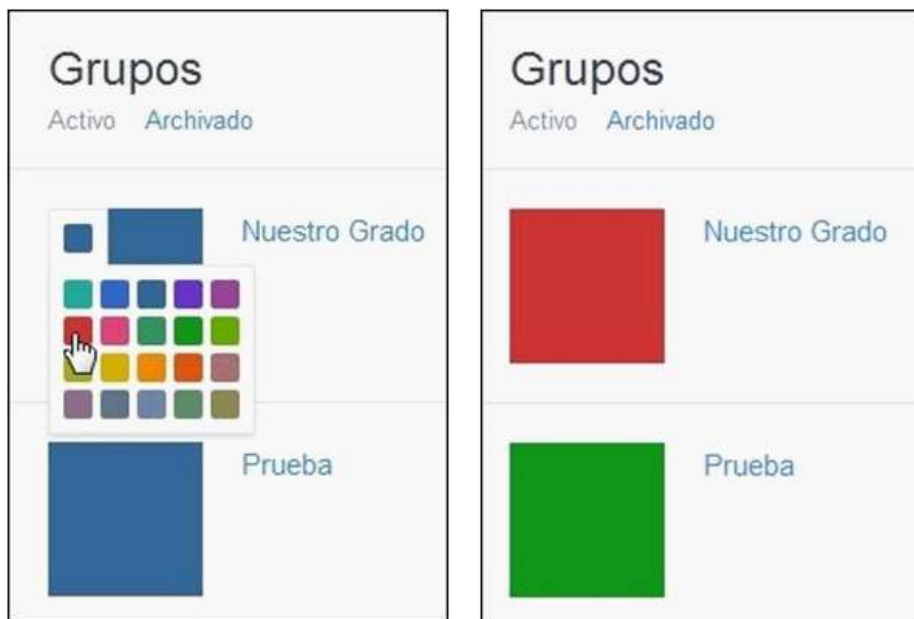 Grupos
Activo Archivado
Nuestro Grado
Prueba
Grupos
Activo Archivado
Nuestro Grado
Prueba